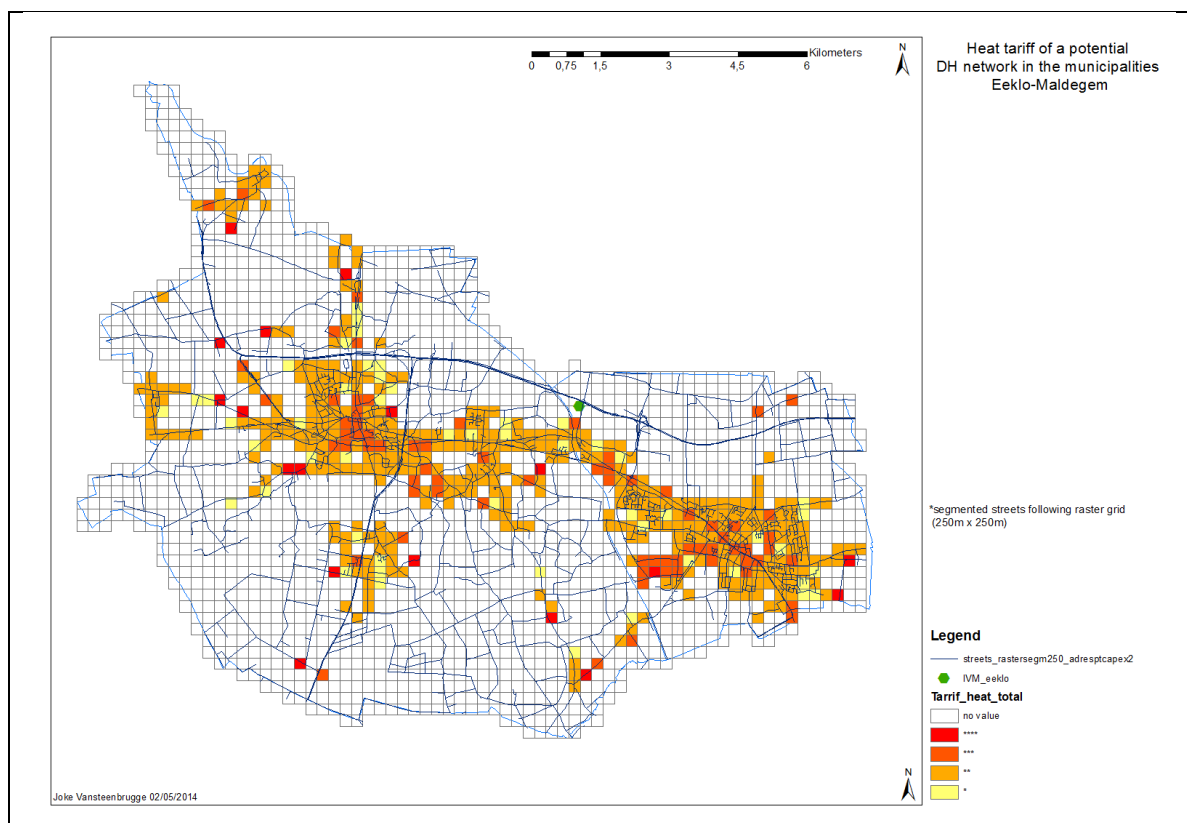 Kilometers
0 0,75 1,5 3 4,5 6
N
Heat tariff of a potential
DH network in the municipalities
Eeklo-Maldegem
*segmented streets following raster grid
(250m x 250m)
Legend
streets_rastersegm250_adresptcapex2
IVM_eeklo
Tarrif_heat_total
no value
****
***
**
*
N
Joke Vansteenbrugge 02/05/2014